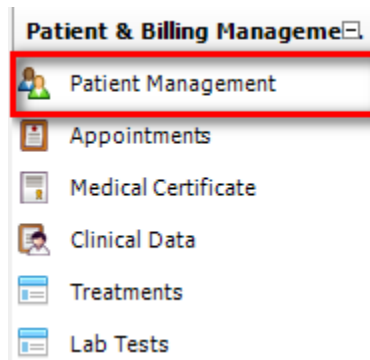 Patient & Billing Manageme
Patient Management
Appointments
Medical Certificate
Clinical Data
Treatments
Lab Tests